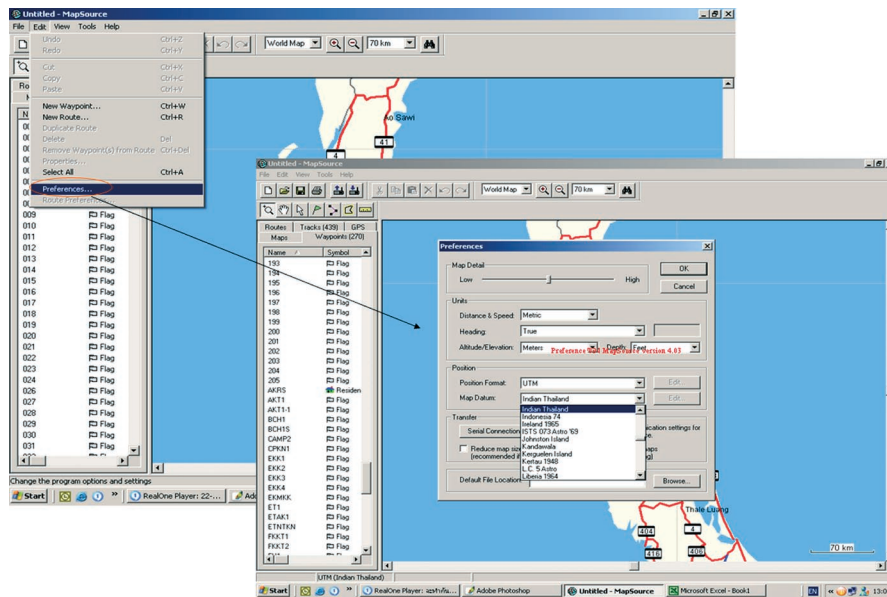 Untitled - MapSource
File Edit View Tools Help
Undo Ctrl+Z
Redo Ctrl+Y
Cut Ctrl+X
Copy Ctrl+C
Paste Ctrl+V
New Waypoint... Ctrl+W
New Route... Ctrl+R
Duplicate Route
Delete Del
Remove Waypoint(s) from Route Ctrl+Del
Properties...
Select All Ctrl+A
Preferences...
Route Preferences
World Map 70 km
Ao Sawi
41
4
009 Flag
010 Flag
011 Flag
012 Flag
013 Flag
014 Flag
015 Flag
016 Flag
017 Flag
018 Flag
019 Flag
020 Flag
021 Flag
022 Flag
023 Flag
024 Flag
026 Flag
027 Flag
028 Flag
029 Flag
030 Flag
031 Flag
Change the program options and settings
Start RealOne Player: 22-...
Untitled - MapSource
File Edit View Tools Help
World Map 70 km
Routes Tracks (439) GPS
Maps Waypoints (270)
Name Symbol
193 Flag
194 Flag
195 Flag
196 Flag
197 Flag
198 Flag
199 Flag
200 Flag
201 Flag
202 Flag
203 Flag
204 Flag
205 Flag
AKRS Residen
AKT1 Flag
AKT1-1 Flag
BCH1 Flag
BCH1S Flag
CAMP2 Flag
CPKN1 Flag
EKK1 Flag
EKK2 Flag
EKK3 Flag
EKK4 Flag
EKMKK Flag
ET1 Flag
ETAK1 Flag
ETNTKN Flag
FKKT1 Flag
FKKT2 Flag
Preferences
Map Detail
Low High
OK
Cancel
Units
Distance & Speed: Metric
Heading: True
Altitude/Elevation: Meters Depth: Feet
Preference and MapSource Version 4.03
Position
Position Format: UTM Edit...
Map Datum: Indian Thailand Edit...
Indian Thailand
Indonesia 74
Ireland 1965
ISTS 073 Astro '69
Johnston Island
Kandawala
Kerguelen Island
Kertau 1948
L.C. 5 Astro
Liberia 1964
Transfer
Serial Connection
Reduce map
(recommended
Default File Location: Browse...
Thale Luang
404
4
416
406
70 km
UTM (Indian Thailand)
Start Adobe Photoshop Untitled - MapSource Microsoft Excel - Book1 EN